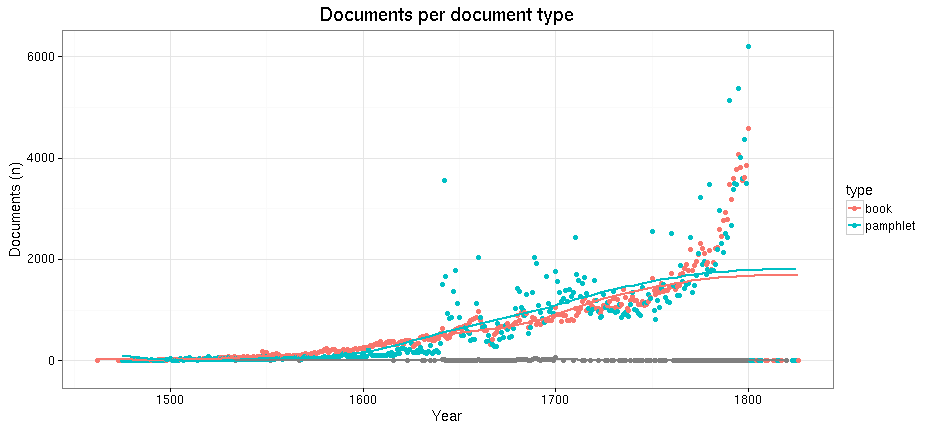 Documents per document type
6000
4000
2000
0
Documents (n)
1500
1600
1700
1800
Year
type
book
pamphlet